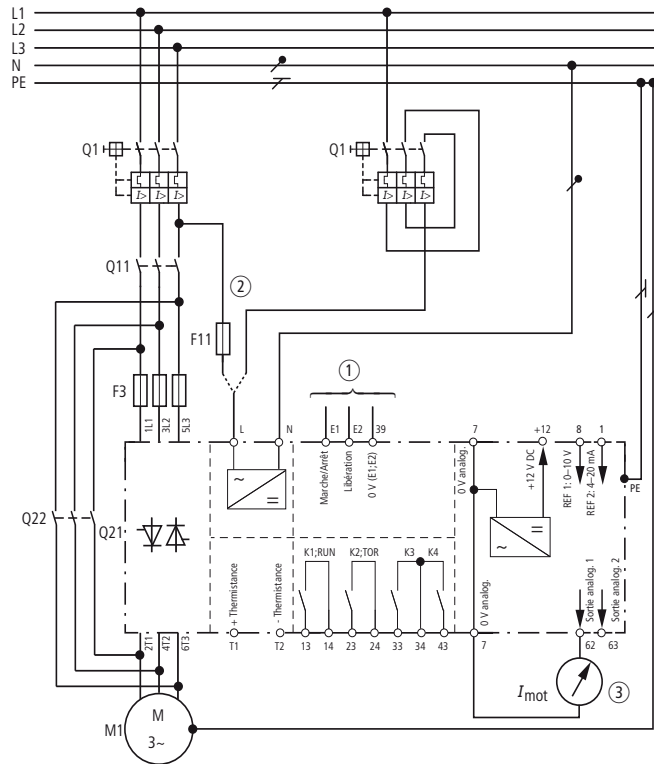 L1
L2
L3
N
PE
Q1
I> I> I>
Q1
I> I> I>
Q11
②
F11
①
F3
1L1 3L2 5L3
L N E1 E2 39 7 +12 8 1
Marche/Arrêt
Libération
0 V (E1;E2)
0 V analog.
+12 V DC
REF 1: 0–10 V
REF 2: 4–20 mA
PE
~ =
~ =
Q22
Q21
K1;RUN K2;TOR K3 K4
+ Thermistance
- Thermistance
0 V analog.
Sortie analog. 1
Sortie analog. 2
2T1 4T2 6T3
T1 T2 13 14 23 24 33 34 43 7 62 63
Imot
③
M1
M
3~